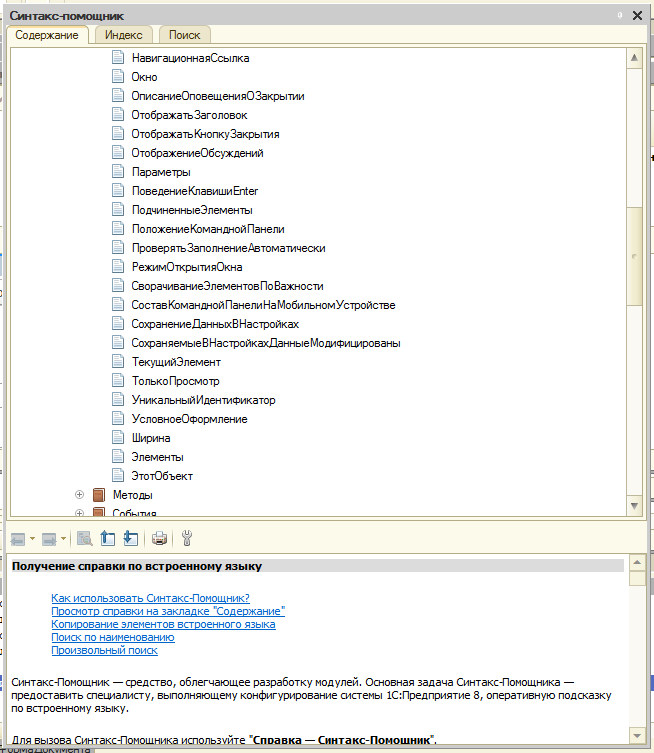 Синтакс-помощник
Содержание Индекс Поиск
НавигационнаяСсылка
Окно
ОписаниеОповещенияОЗакрытии
ОтображатьЗаголовок
ОтображатьКнопкуЗакрытия
ОтображениеОбсуждений
Параметры
ПоведениеКлавишиEnter
ПодчиненныеЭлементы
ПоложениеКоманднойПанели
ПроверятьЗаполнениеАвтоматически
РежимОткрытияОкна
СворачиваниеЭлементовПоВажности
СоставКоманднойПанелиНаМобильномУстройстве
СохранениеДанныхВНастройках
СохраняемыеВНастройкахДанныеМодифицированы
ТекущийЭлемент
ТолькоПросмотр
УникальныйИдентификатор
УсловноеОформление
Ширина
Элементы
ЭтотОбъект
Методы
События
Получение справки по встроенному языку
Как использовать Синтакс-Помощник?
Просмотр справки на закладке "Содержание"
Копирование элементов встроенного языка
Поиск по наименованию
Произвольный поиск
Синтакс-Помощник — средство, облегчающее разработку модулей. Основная задача Синтакс-Помощника —
предоставить специалисту, выполняющему конфигурирование системы 1С:Предприятие 8, оперативную подсказку
по встроенному языку.
Для вызова Синтакс-Помощника используйте "Справка — Синтакс-Помощник".